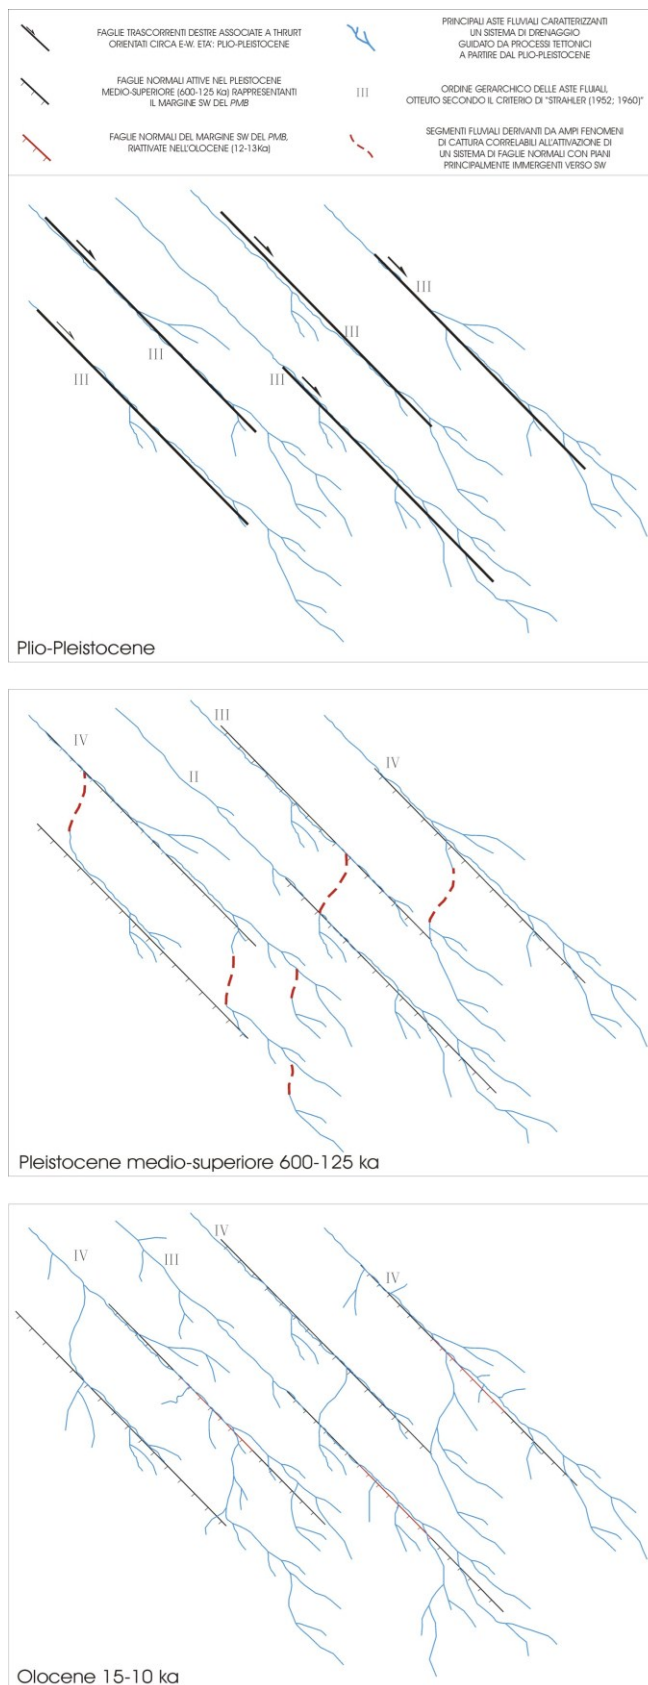 FAGLIE TRASCORRENTI DESTRE ASSOCIATE A THRURT
ORIENTATI CIRCA E-W. ETA': PLIO-PLEISTOCENE
FAGLIE NORMALI ATTIVE NEL PLEISTOCENE
MEDIO-SUPERIORE (600-125 Ka) RAPPRESENTANTI
IL MARGINE SW DEL PMB
FAGLIE NORMALI DEL MARGINE SW DEL PMB,
RIATTIVATE NELL'OLOCENE (12-13Ka)
PRINCIPALI ASTE FLUVIALI CARATTERIZZANTI
UN SISTEMA DI DRENAGGIO
GUIDATO DA PROCESSI TETTONICI
A PARTIRE DAL PLIO-PLEISTOCENE
III
ORDINE GERARCHICO DELLE ASTE FLUIALI,
OTTEUTO SECONDO IL CRITERIO DI "STRAHLER (1952; 1960)"
SEGMENTI FLUVIALI DERIVANTI DA AMPI FENOMENI
DI CATTURA CORRELABILI ALL'ATTIVAZIONE DI
UN SISTEMA DI FAGLIE NORMALI CON PIANI
PRINCIPALMENTE IMMERGENTI VERSO SW
III
III
III
III
III
Plio-Pleistocene
IV
III
II
IV
Pleistocene medio-superiore 600-125 ka
IV
IV
III
IV
Olocene 15-10 ka